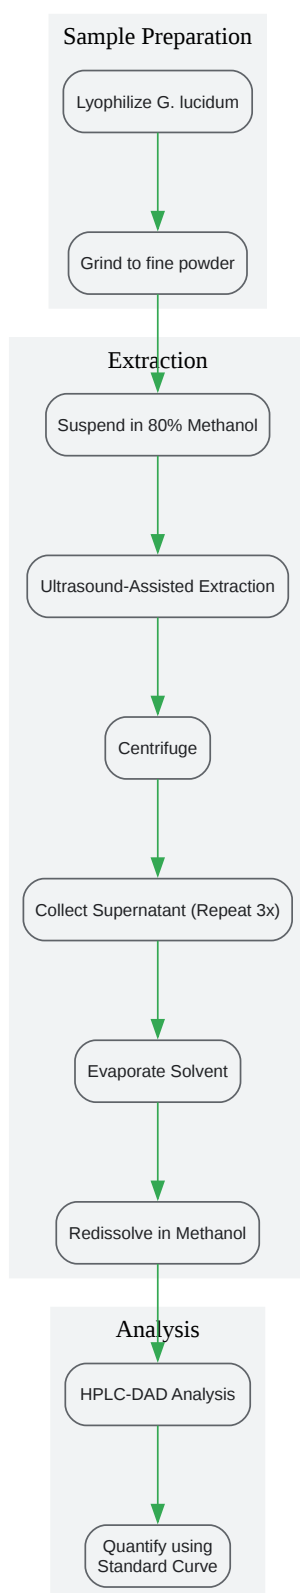 Sample Preparation
Lyophilize G. lucidum
Grind to fine powder
Extraction
Suspend in 80% Methanol
Ultrasound-Assisted Extraction
Centrifuge
Collect Supernatant (Repeat 3x)
Evaporate Solvent
Redissolve in Methanol
Analysis
HPLC-DAD Analysis
Quantify using
Standard Curve